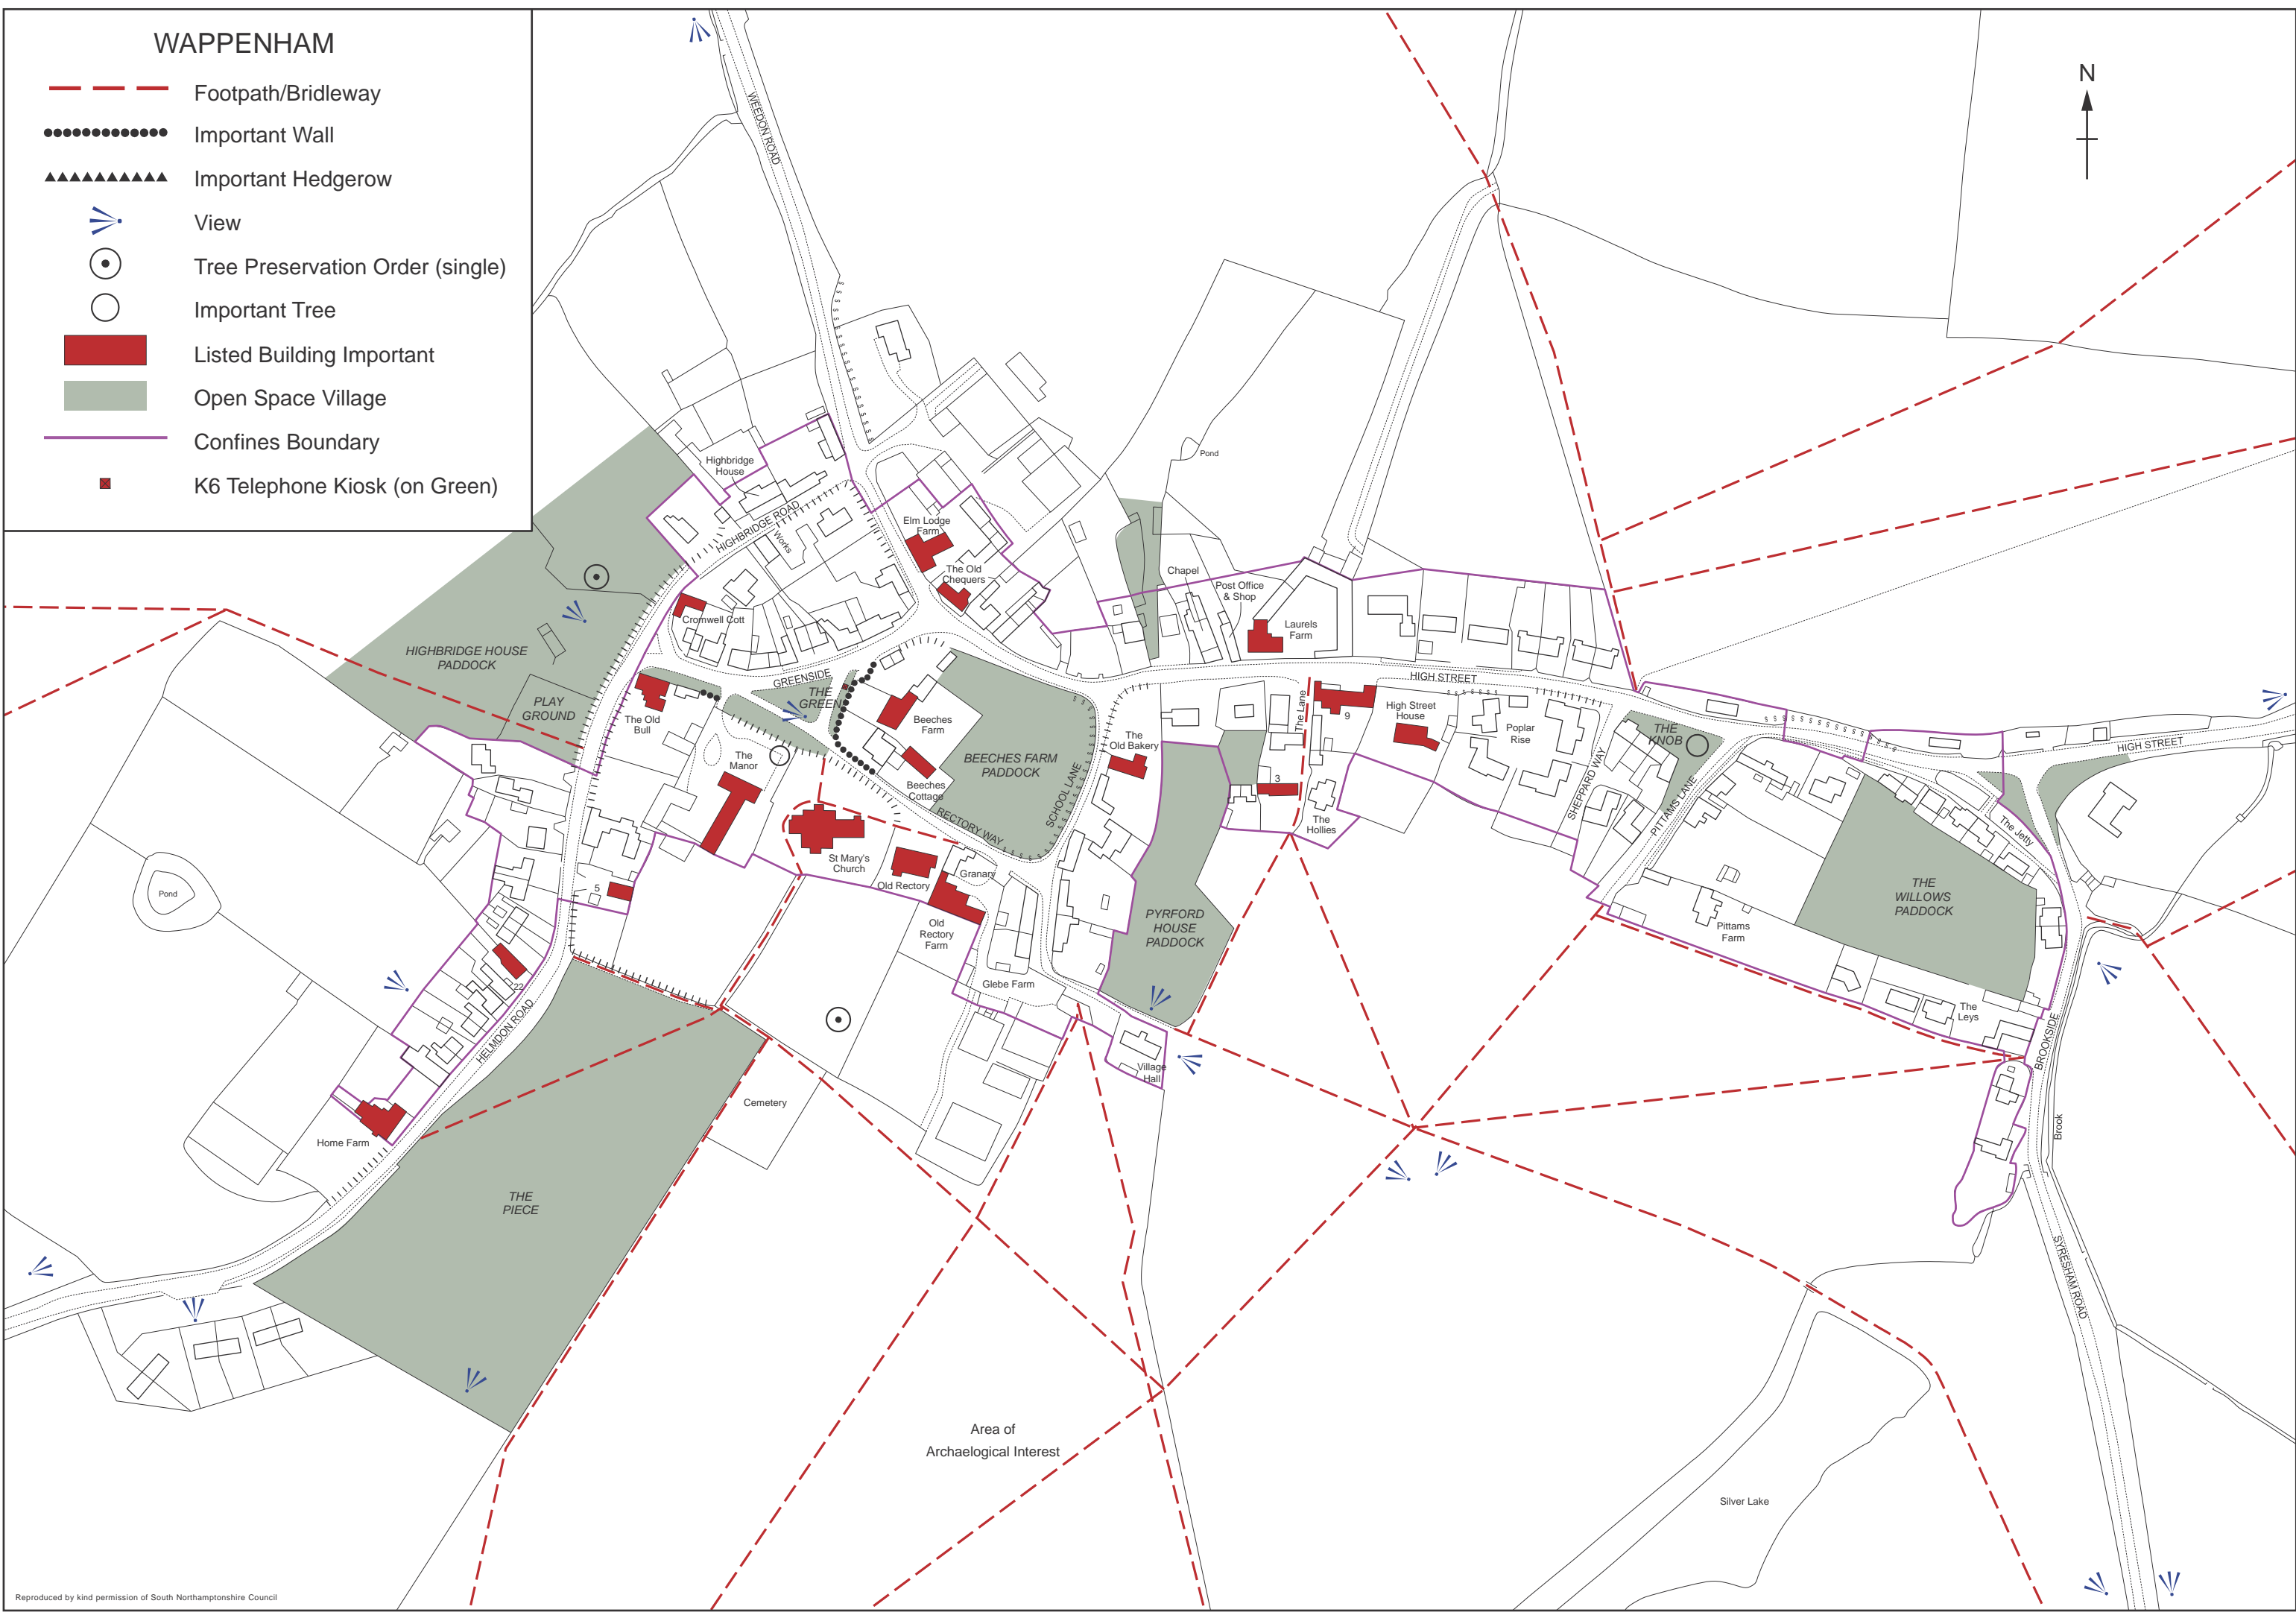 WAPPENHAM
Footpath/Bridleway
Important Wall
Important Hedgerow
View
Tree Preservation Order (single)
Important Tree
Listed Building Important
Open Space Village
Confines Boundary
K6 Telephone Kiosk (on Green)
N
WEEDON ROAD
Highbridge
House
HIGHBRIDGE ROAD
Works
Elm Lodge
Farm
The Old
Chequers
Pond
Chapel
Post Office
& Shop
Laurels
Farm
Cromwell Cott
HIGHBRIDGE HOUSE
PADDOCK
PLAY
GROUND
GREENSIDE
THE
GREEN
The Old
Bull
The
Manor
Beeches
Farm
Beeches
Cottage
BEECHES FARM
PADDOCK
SCHOOL LANE
RECTORY WAY
The
Old Bakery
The Lane
9
3
High Street
House
HIGH STREET
Poplar
Rise
The
Hollies
SHEPPARD WAY
THE
KNOB
PITTAMS LANE
HIGH STREET
The Jetty
THE
WILLOWS
PADDOCK
Pittams
Farm
The
Leys
BROOKSIDE
Brook
SYRESHAM ROAD
St Mary's
Church
Old Rectory
Granary
Old
Rectory
Farm
Glebe Farm
PYRFORD
HOUSE
PADDOCK
Village
Hall
Pond
5
22
HELMDON ROAD
Home Farm
Cemetery
THE
PIECE
Area of
Archaelogical Interest
Silver Lake
Reproduced by kind permission of South Northamptonshire Council